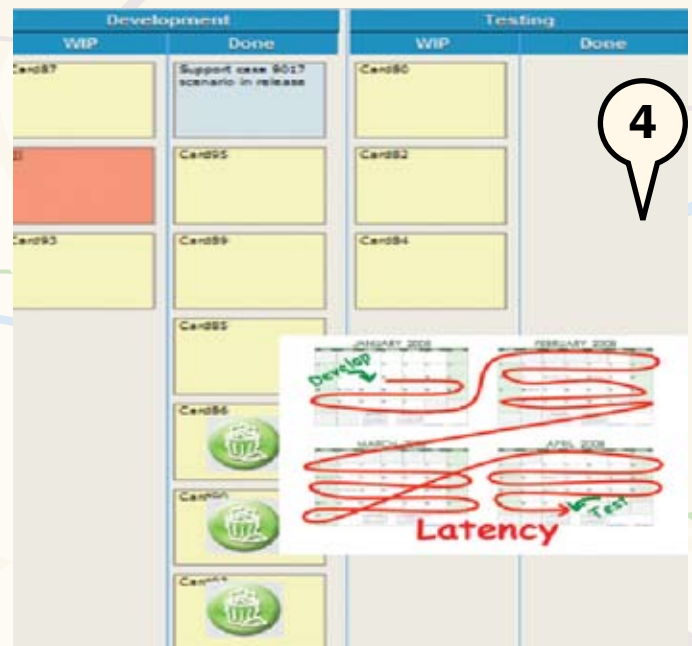 Development
Testing
WIP
Done
WIP
Done
Card87
Support case 9017
scenario in release
Card80
4
Card95
Card82
Card93
Card89
Card84
Card85
JANUARY 2008
FEBRUARY 2008
Develop
Card86
MARCH
APRIL 2008
Test
Latency